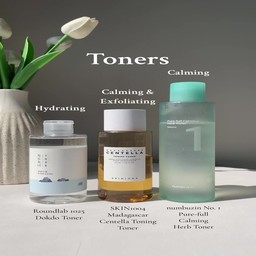 Toners
Calming
Calming &
Exfoliating
Hydrating
CENTELLA
1
SKIN1004
Roundlab 1025
Dokdo Toner
SKIN1004
Madagascar
Centella Toning
Toner
numbuzin No. 1
Pure-full
Calming
Herb Toner